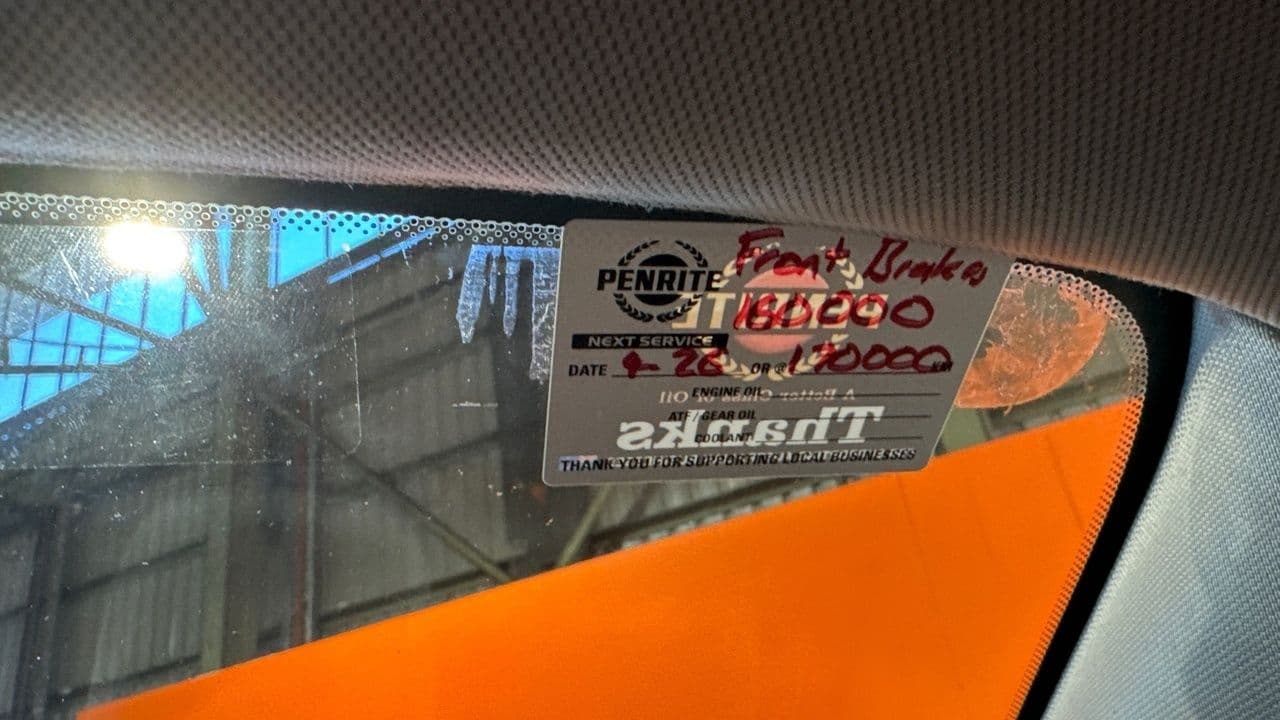 Front Brakes
PENRITE
160000
NEXT SERVICE
DATE 4- 26 OR @ 170000 KM
ENGINE OIL
ATF / GEAR OIL
COOLANT
Thanks
THANK YOU FOR SUPPORTING LOCAL BUSINESSES